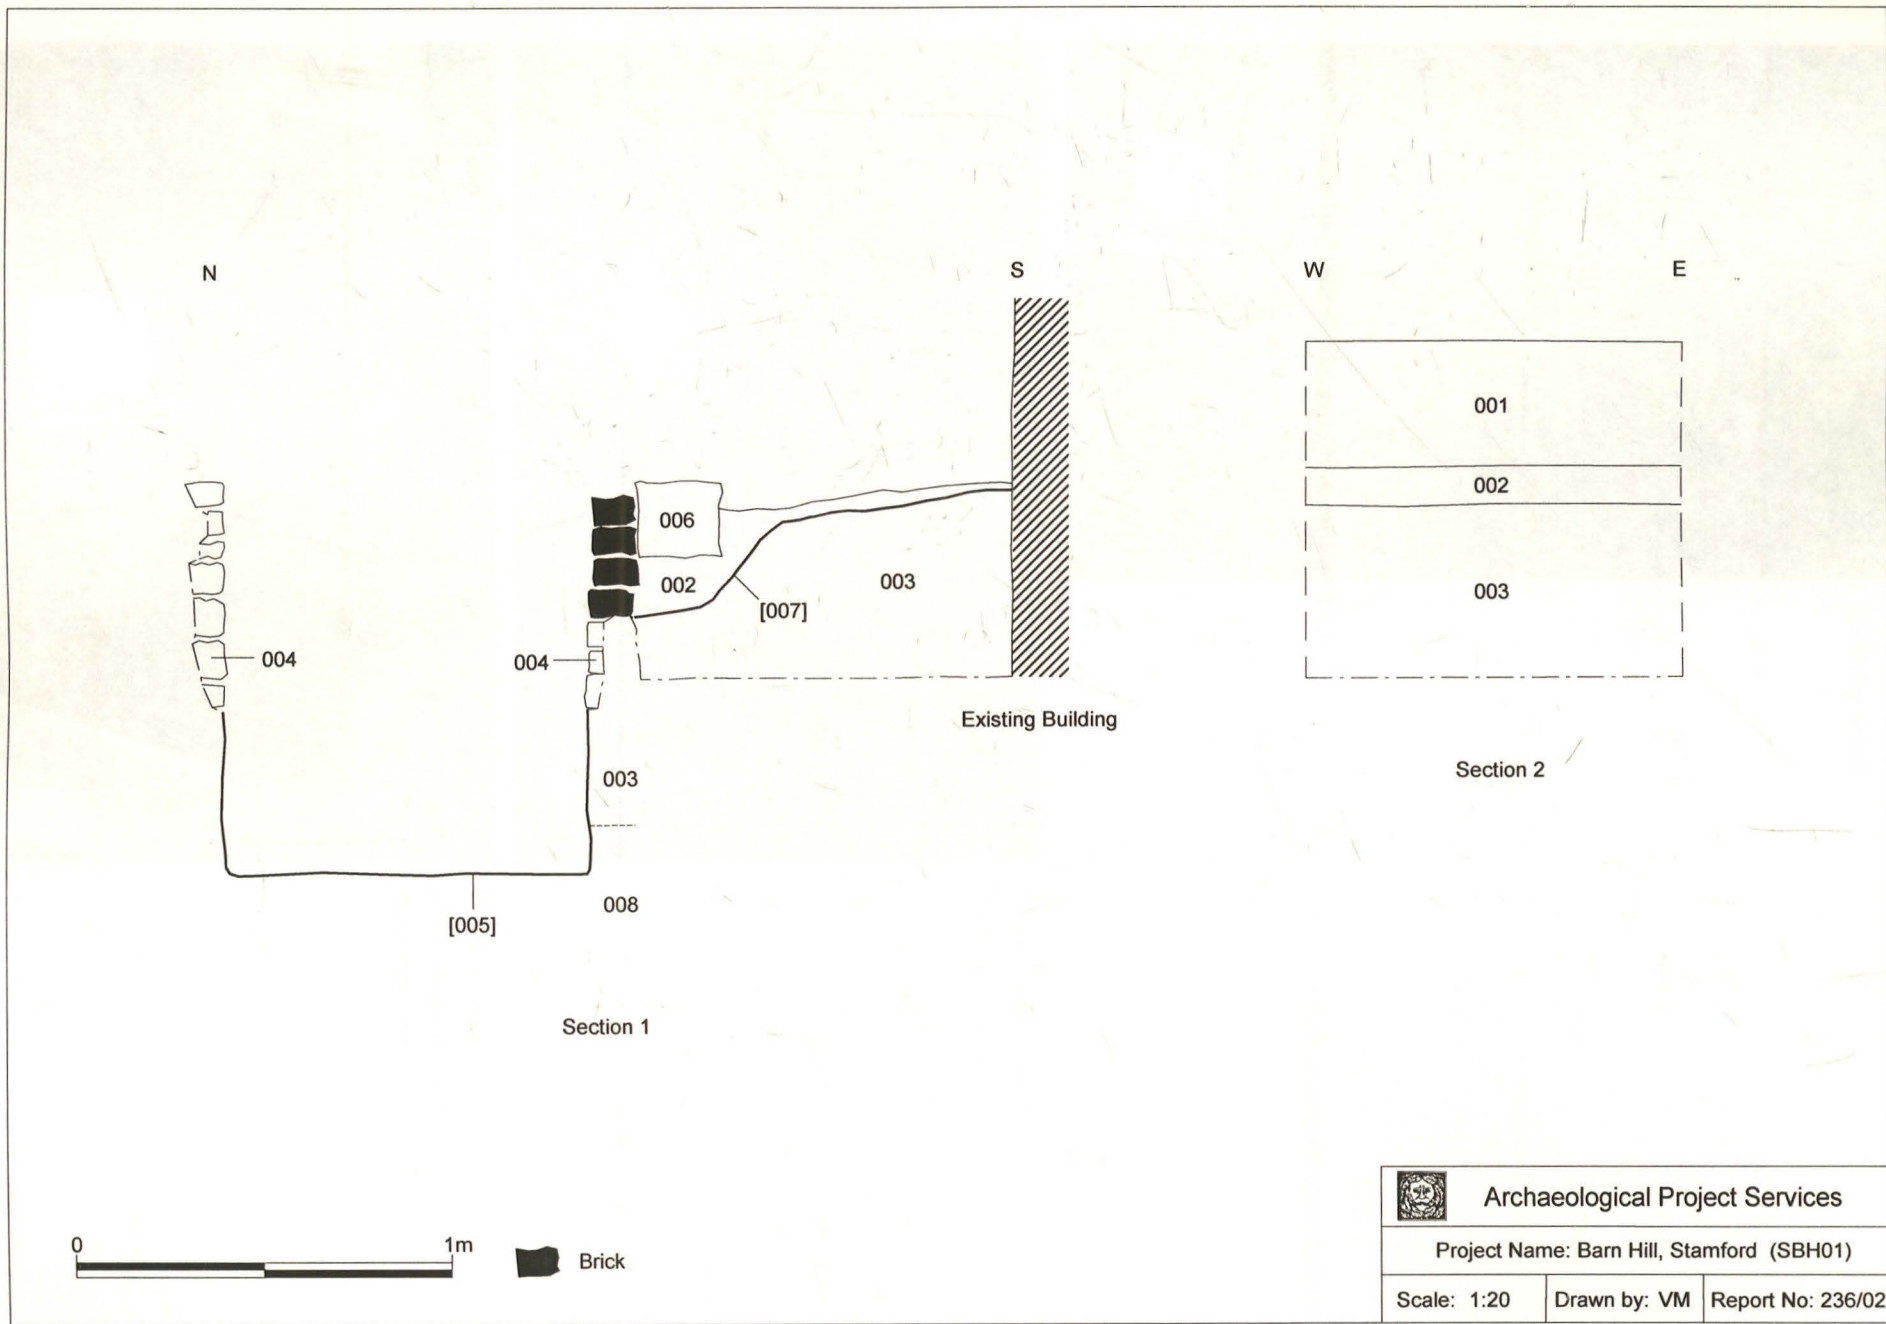 N
S
W
E
001
002
003
006
002
003
[007]
004
004
Existing Building
003
Section 2
008
[005]
Section 1
0
1m
Brick
Archaeological Project Services
Project Name: Barn Hill, Stamford (SBH01)
Scale: 1:20
Drawn by: VM
Report No: 236/02